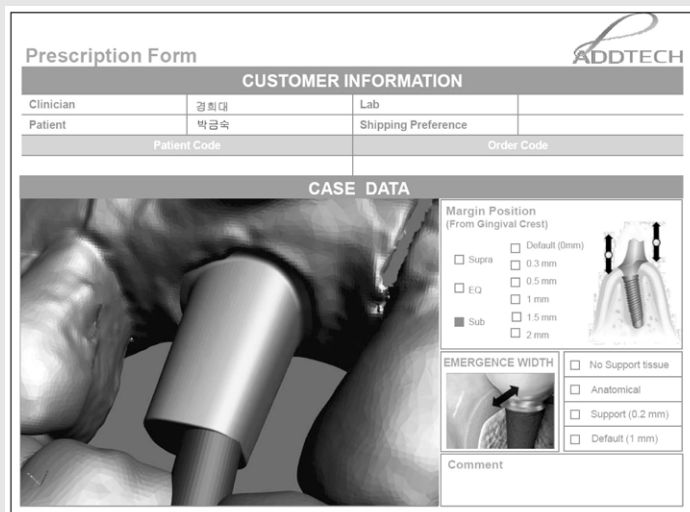 ADDTECH
Prescription Form
CUSTOMER INFORMATION
Clinician 경희대 Lab
Patient 박금숙 Shipping Preference
Patient Code Order Code
CASE DATA
Margin Position
(From Gingival Crest)
Supra
EQ
Sub
Default (0mm)
0.3 mm
0.5 mm
1 mm
1.5 mm
2 mm
EMERGENCE WIDTH
No Support tissue
Anatomical
Support (0.2 mm)
Default (1 mm)
Comment